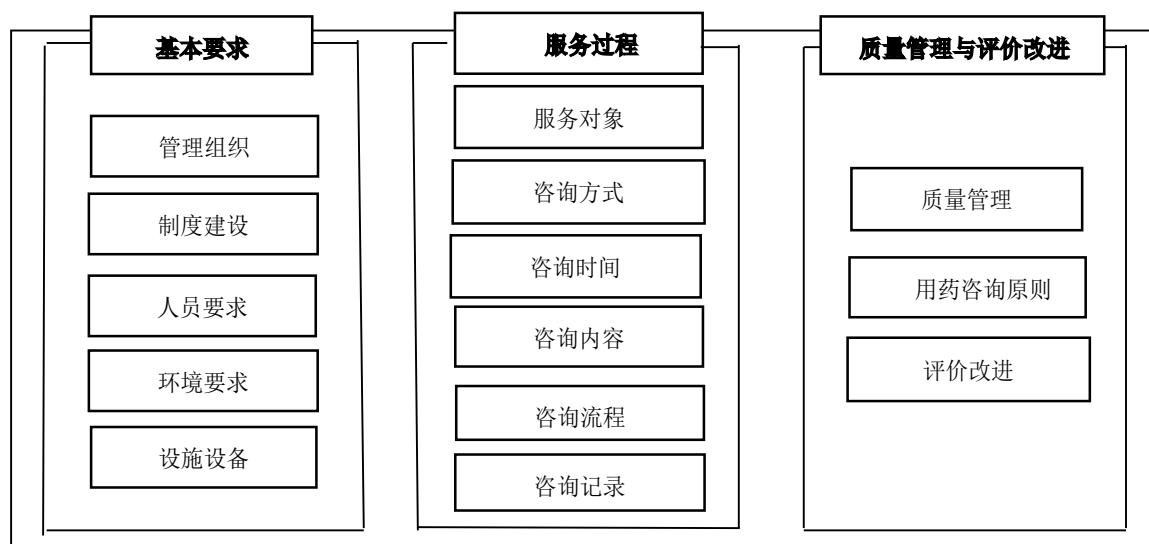 基本要求
管理组织
制度建设
人员要求
环境要求
设施设备
服务过程
服务对象
咨询方式
咨询时间
咨询内容
咨询流程
咨询记录
质量管理与评价改进
质量管理
用药咨询原则
评价改进